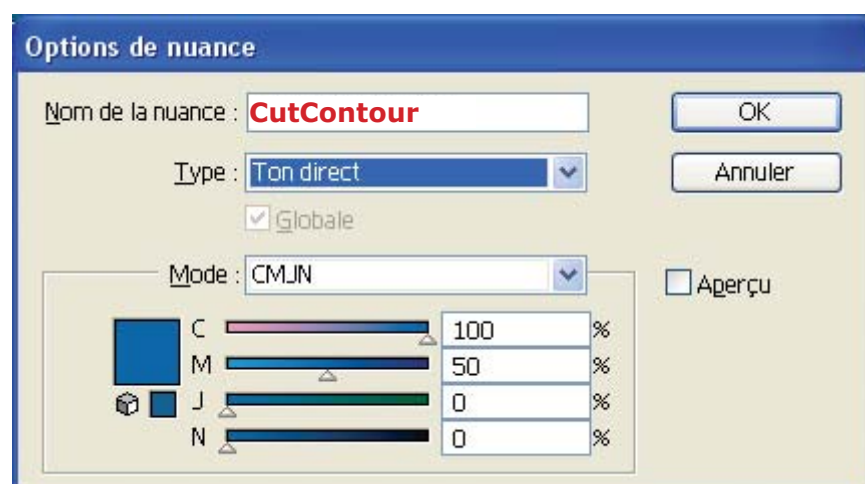 Options de nuance
Nom de la nuance : CutContour
OK
Type : Ton direct
Annuler
Globale
Mode : CMJN
Aperçu
C 100 %
M 50 %
J 0 %
N 0 %